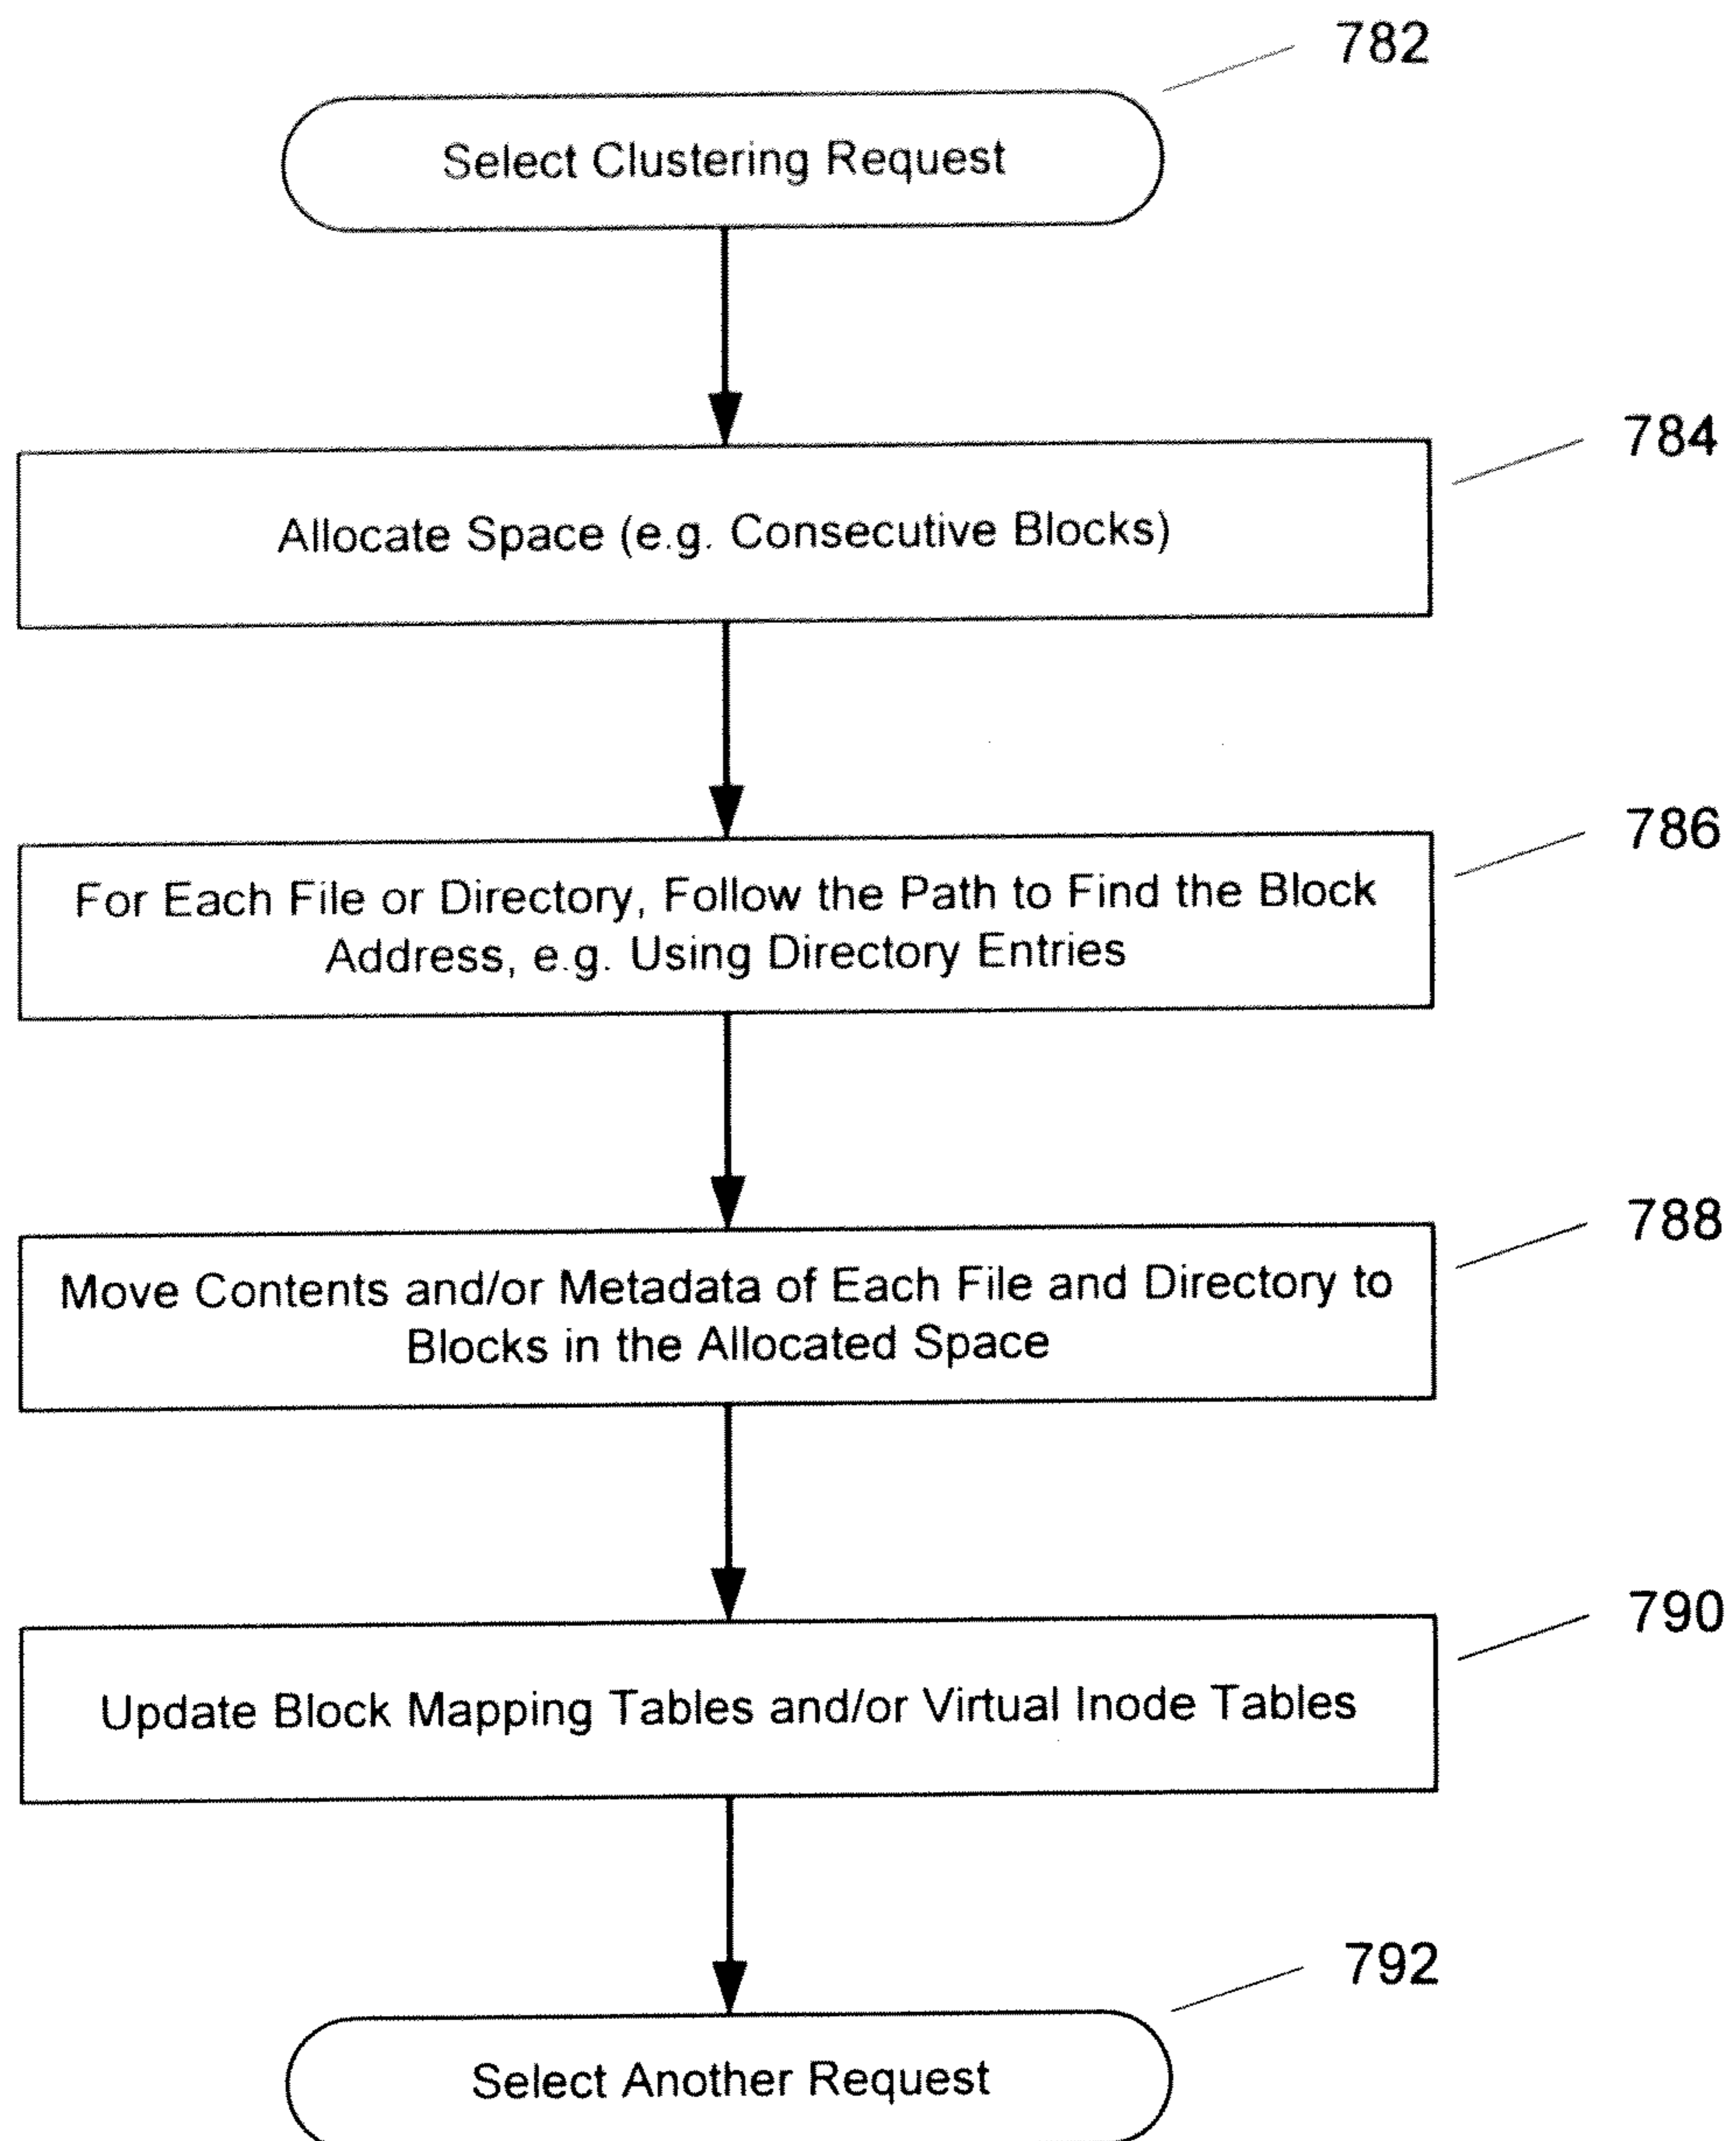 782
Select Clustering Request
784
Allocate Space (e.g. Consecutive Blocks)
786
For Each File or Directory, Follow the Path to Find the Block
Address, e.g. Using Directory Entries
788
Move Contents and/or Metadata of Each File and Directory to
Blocks in the Allocated Space
790
Update Block Mapping Tables and/or Virtual Inode Tables
792
Select Another Request